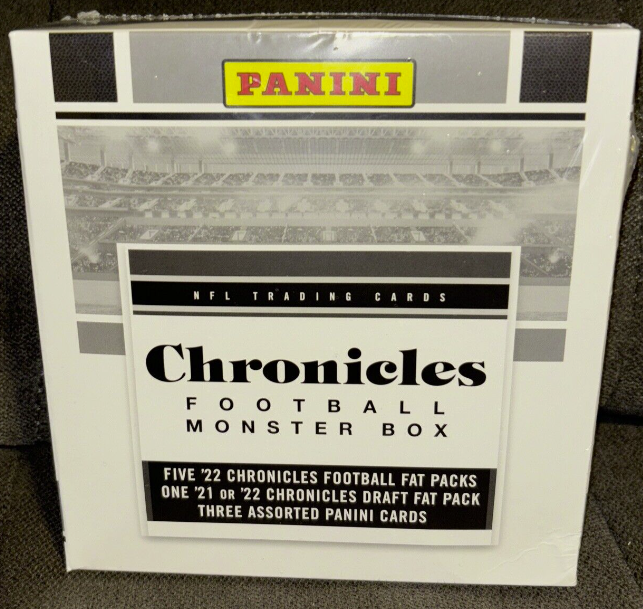 PANINI
NFL TRADING CARDS
Chronicles
FOOTBALL
MONSTER BOX
FIVE '22 CHRONICLES FOOTBALL FAT PACKS
ONE '21 OR '22 CHRONICLES DRAFT FAT PACK
THREE ASSORTED PANINI CARDS